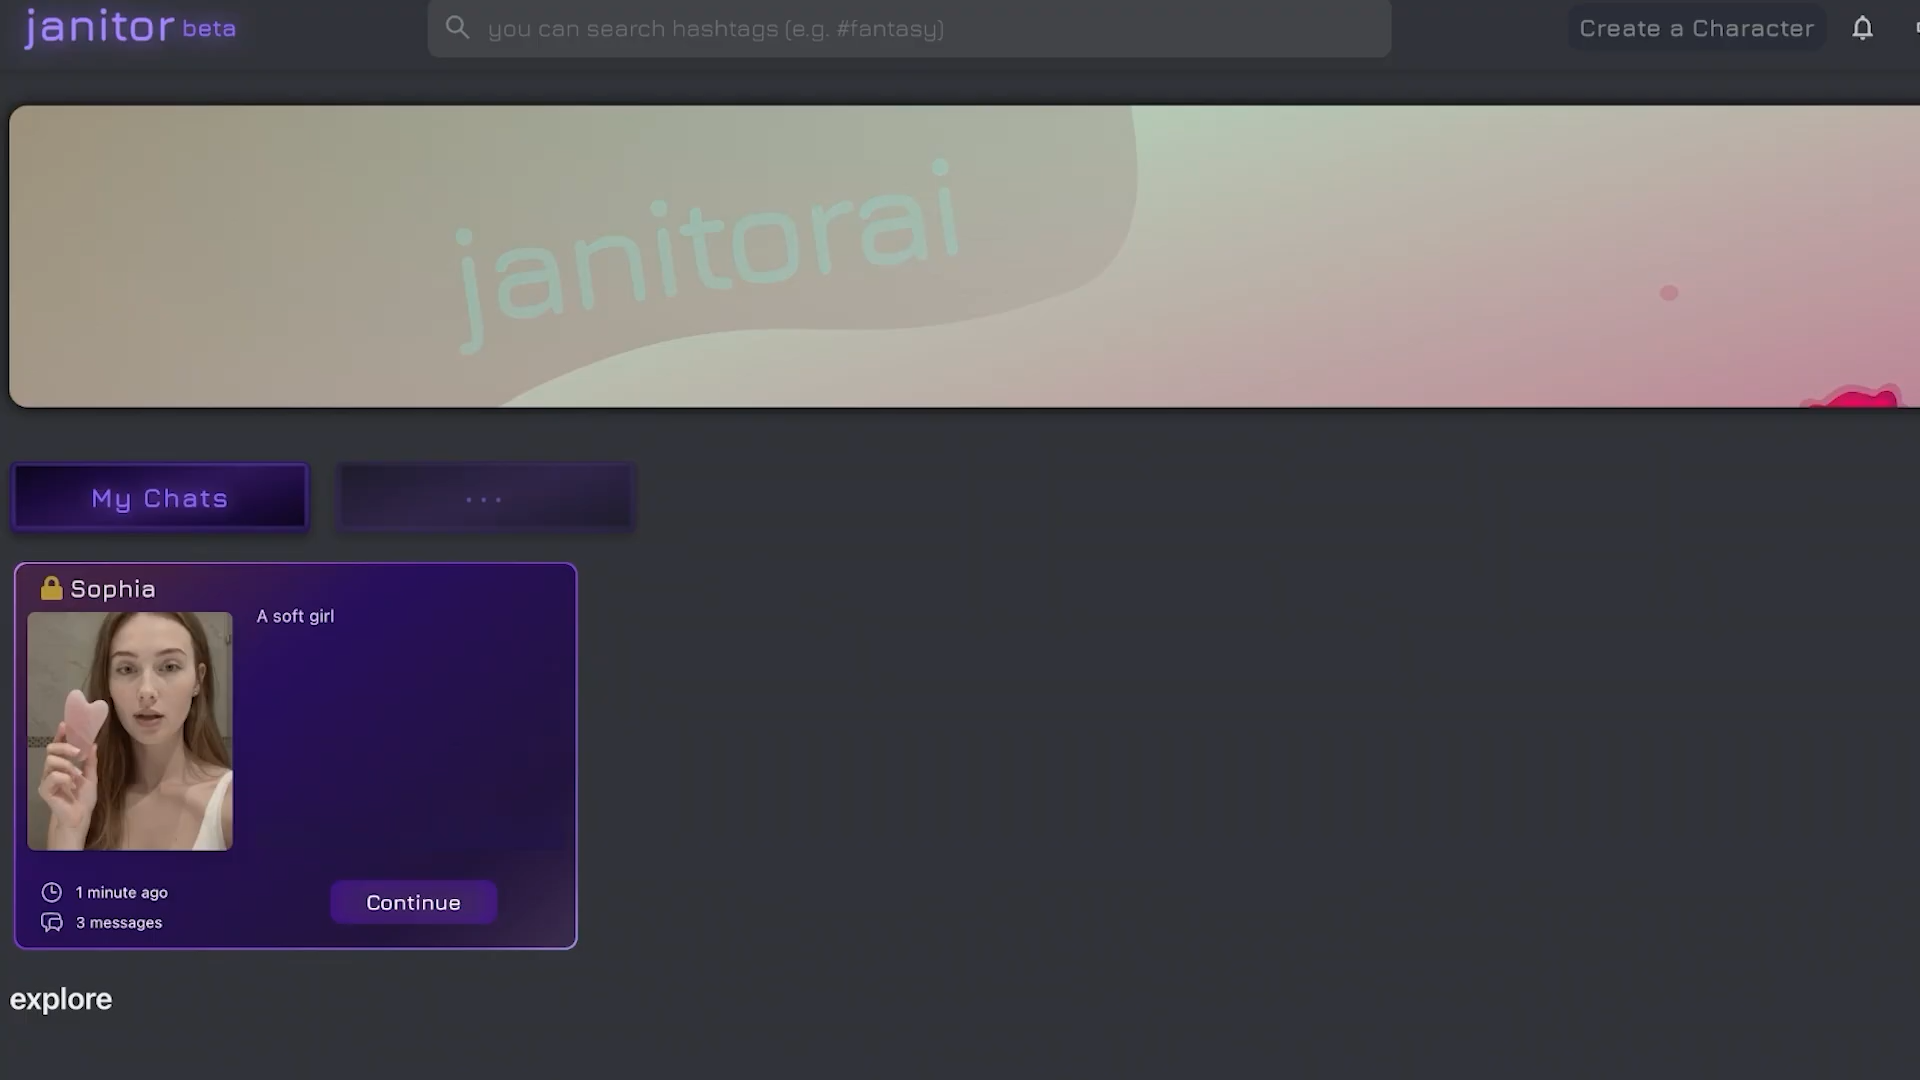 janitor beta
you can search hashtags (e.g. #fantasy)
Create a Character
janitorai
My Chats
...
Sophia
A soft girl
1 minute ago
Continue
3 messages
explore